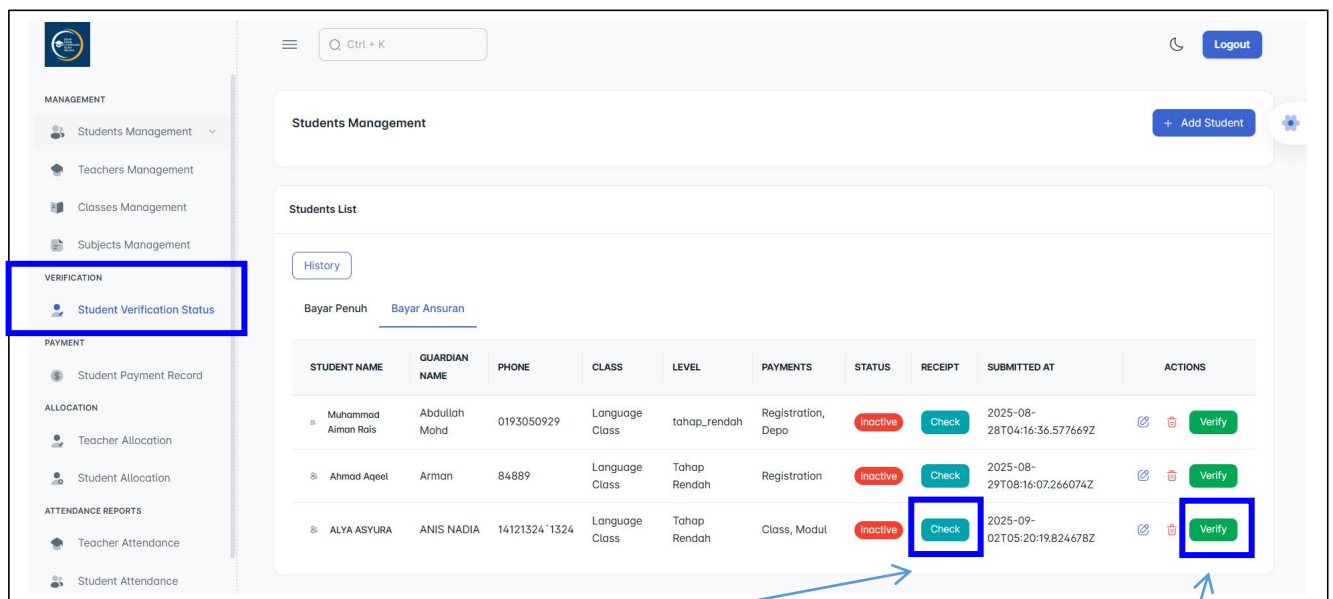 Ctrl + K
Logout
MANAGEMENT
Students Management
Teachers Management
Classes Management
Subjects Management
VERIFICATION
Student Verification Status
PAYMENT
Student Payment Record
ALLOCATION
Teacher Allocation
Student Allocation
ATTENDANCE REPORTS
Teacher Attendance
Student Attendance
Students Management
+ Add Student
Students List
History
Bayar Penuh Bayar Ansuran
STUDENT NAME GUARDIAN NAME PHONE CLASS LEVEL PAYMENTS STATUS RECEIPT SUBMITTED AT ACTIONS
Muhammad Aiman Rais Abdullah Mohd 0193050929 Language Class tahap_rendah Registration, Depo Inactive Check 2025-08-28T04:16:36.577669Z Verify
Ahmad Aqeel Arman 84889 Language Class Tahap Rendah Registration Inactive Check 2025-08-29T08:16:07.266074Z Verify
ALYA ASYURA ANIS NADIA 14121324`1324 Language Class Tahap Rendah Class, Modul Inactive Check 2025-09-02T05:20:19.824678Z Verify